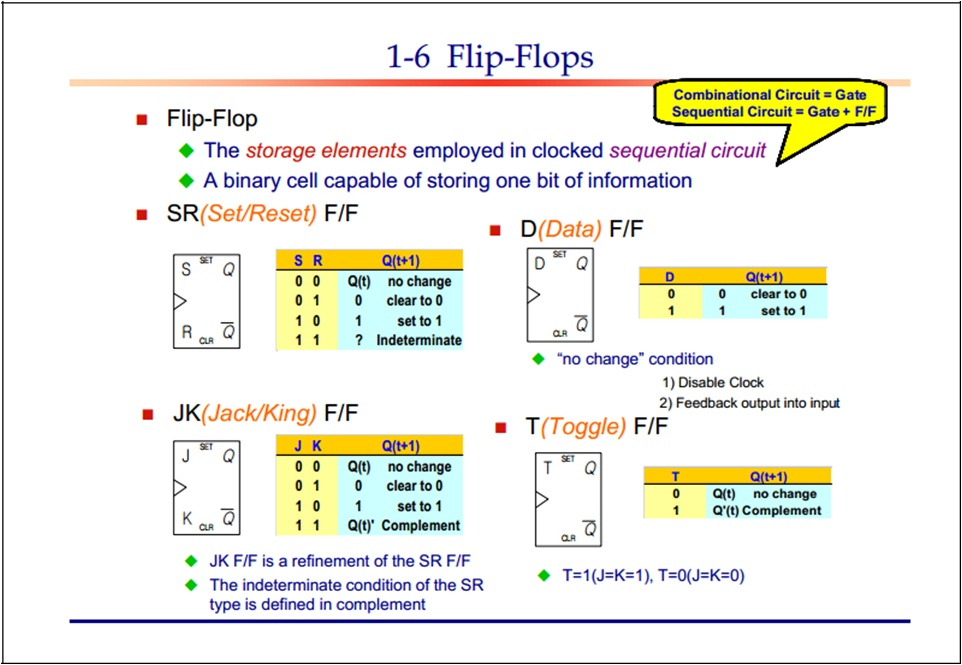 1-6 Flip-Flops
Combinational Circuit = Gate
Sequential Circuit = Gate + F/F
Flip-Flop
The storage elements employed in clocked sequential circuit
A binary cell capable of storing one bit of information
SR(Set/Reset) F/F
S SET Q
R CLR Q̅
S R Q(t+1)
0 0 Q(t) no change
0 1 0 clear to 0
1 0 1 set to 1
1 1 ? Indeterminate
D(Data) F/F
D SET Q
CLR Q̅
D Q(t+1)
0 0 clear to 0
1 1 set to 1
“no change” condition
1) Disable Clock
2) Feedback output into input
JK(Jack/King) F/F
J SET Q
K CLR Q̅
J K Q(t+1)
0 0 Q(t) no change
0 1 0 clear to 0
1 0 1 set to 1
1 1 Q(t)' Complement
JK F/F is a refinement of the SR F/F
The indeterminate condition of the SR
type is defined in complement
T(Toggle) F/F
T SET Q
CLR Q̅
T Q(t+1)
0 Q(t) no change
1 Q'(t) Complement
T=1(J=K=1), T=0(J=K=0)